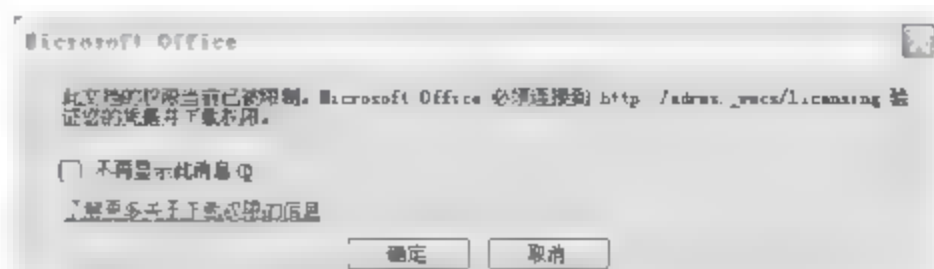 Microsoft Office
此文档的权限当前已被限制。Microsoft Office 必须连接到 http://adrms/_wmcs/licensing 验
证您的凭据并下载权限。
不再显示此消息(D)
了解更多关于下载权限的信息
确定
取消